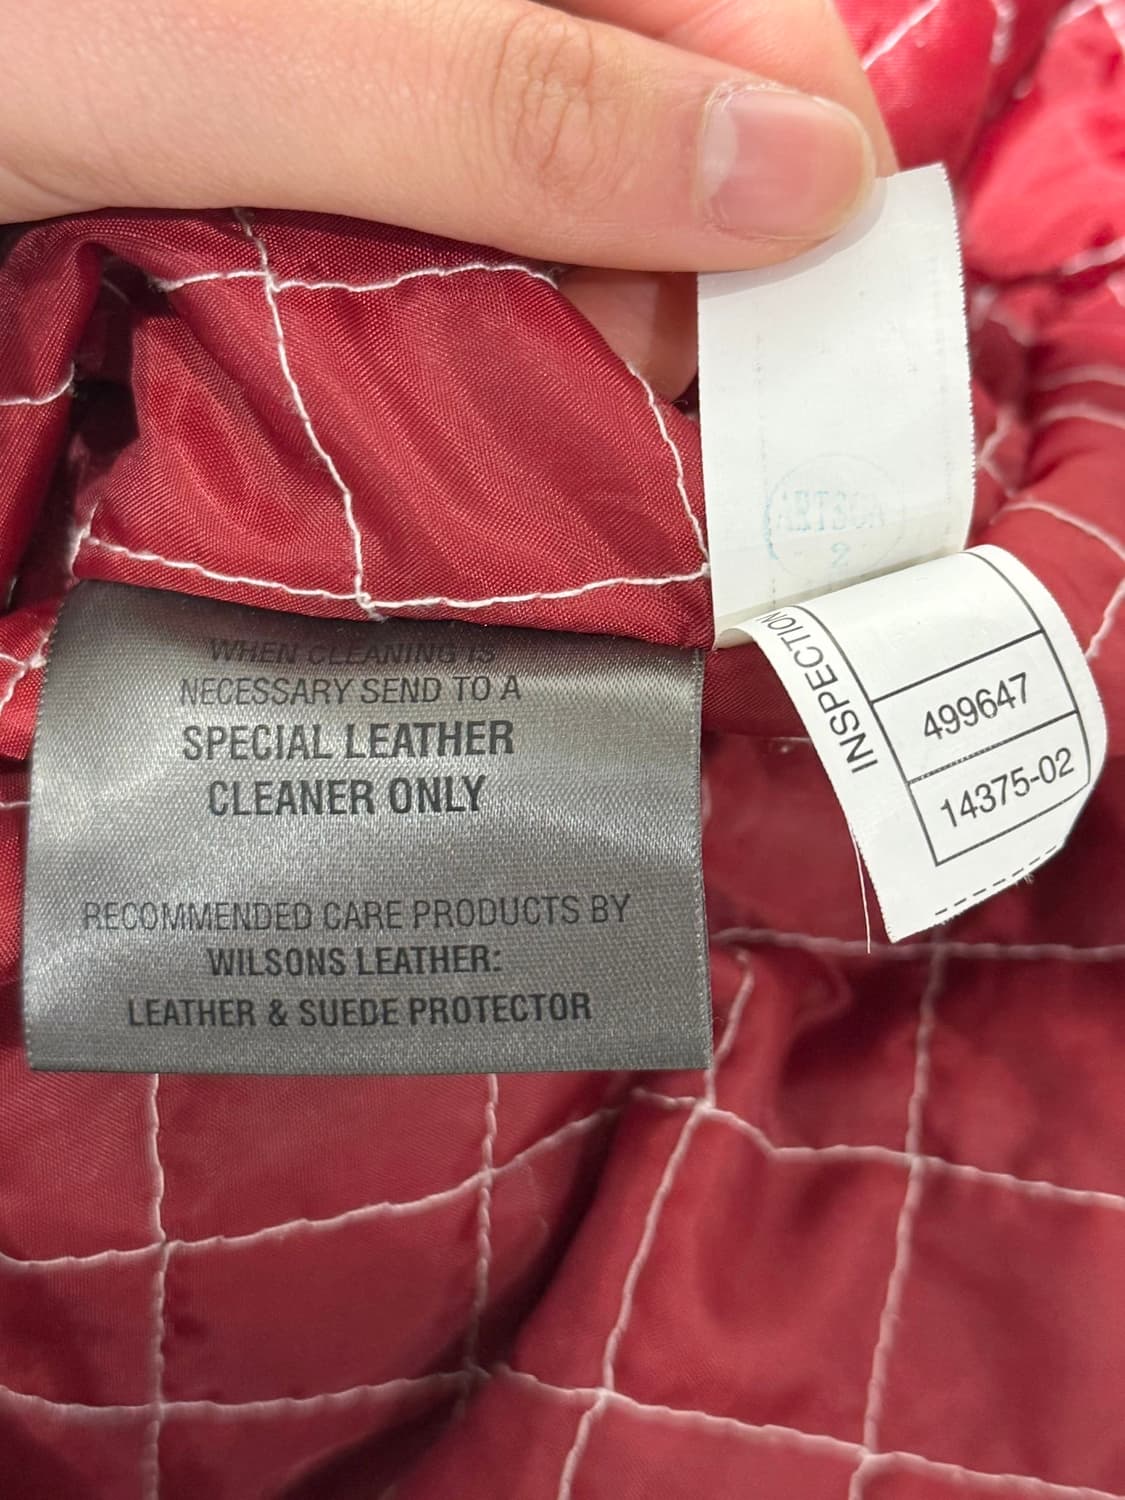 WHEN CLEANING IS
NECESSARY SEND TO A
SPECIAL LEATHER
CLEANER ONLY
RECOMMENDED CARE PRODUCTS BY
WILSONS LEATHER:
LEATHER & SUEDE PROTECTOR
2
INSPECTION
499647
14375-02